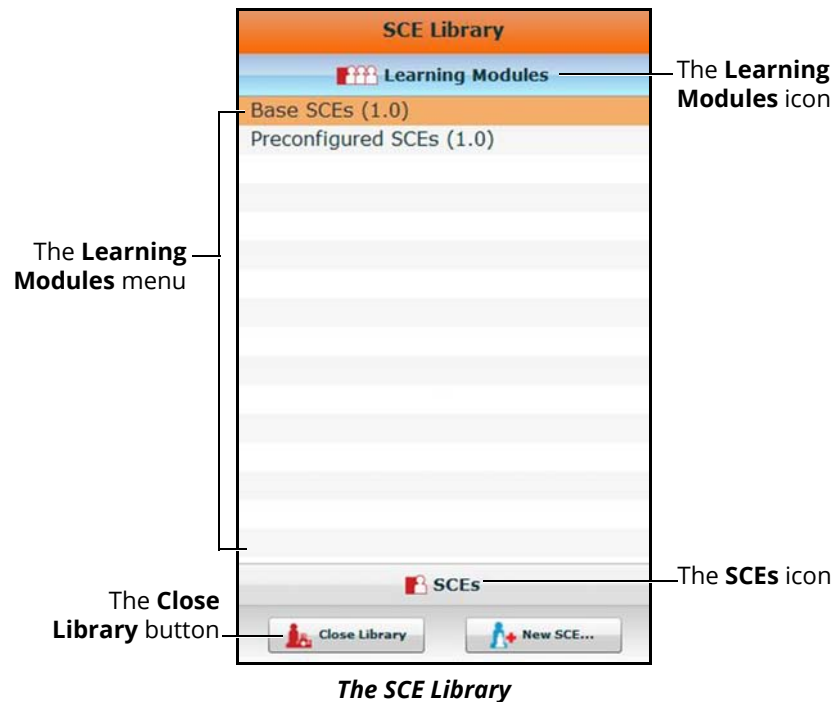 SCE Library
Learning Modules
The Learning
Modules icon
Base SCEs (1.0)
Preconfigured SCEs (1.0)
The Learning
Modules menu
SCEs
The SCEs icon
The Close
Library button
Close Library
New SCE...
The SCE Library